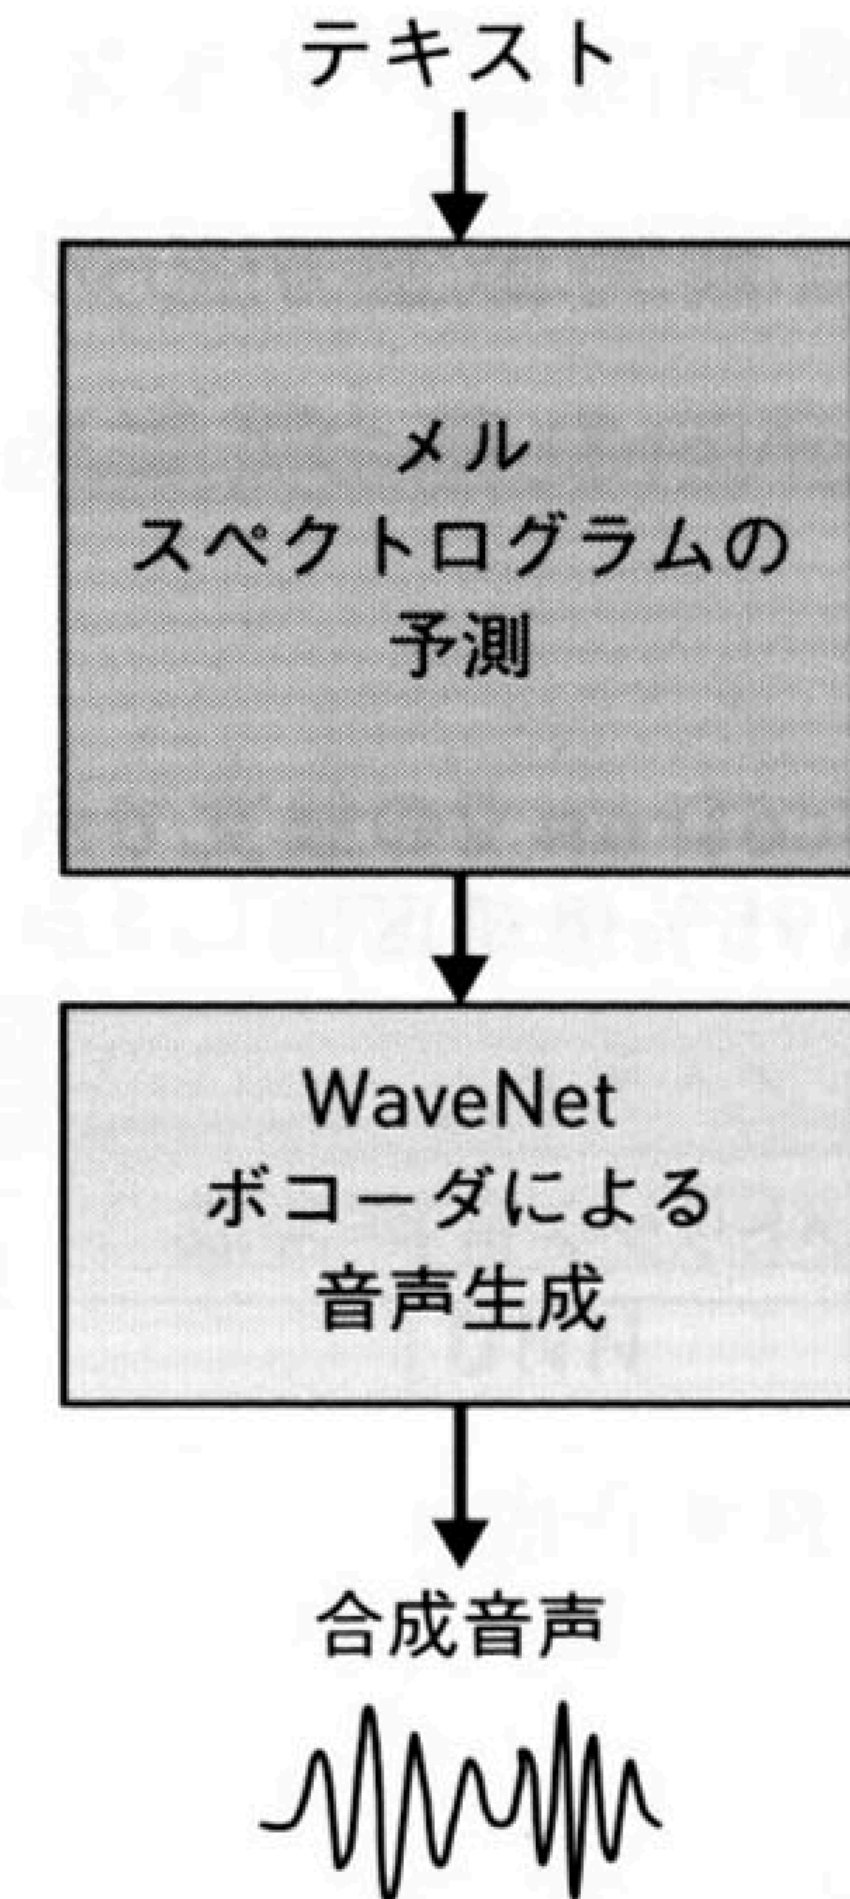 テキスト
メル
スペクトログラムの
予測
WaveNet
ボコーダによる
音声生成
合成音声